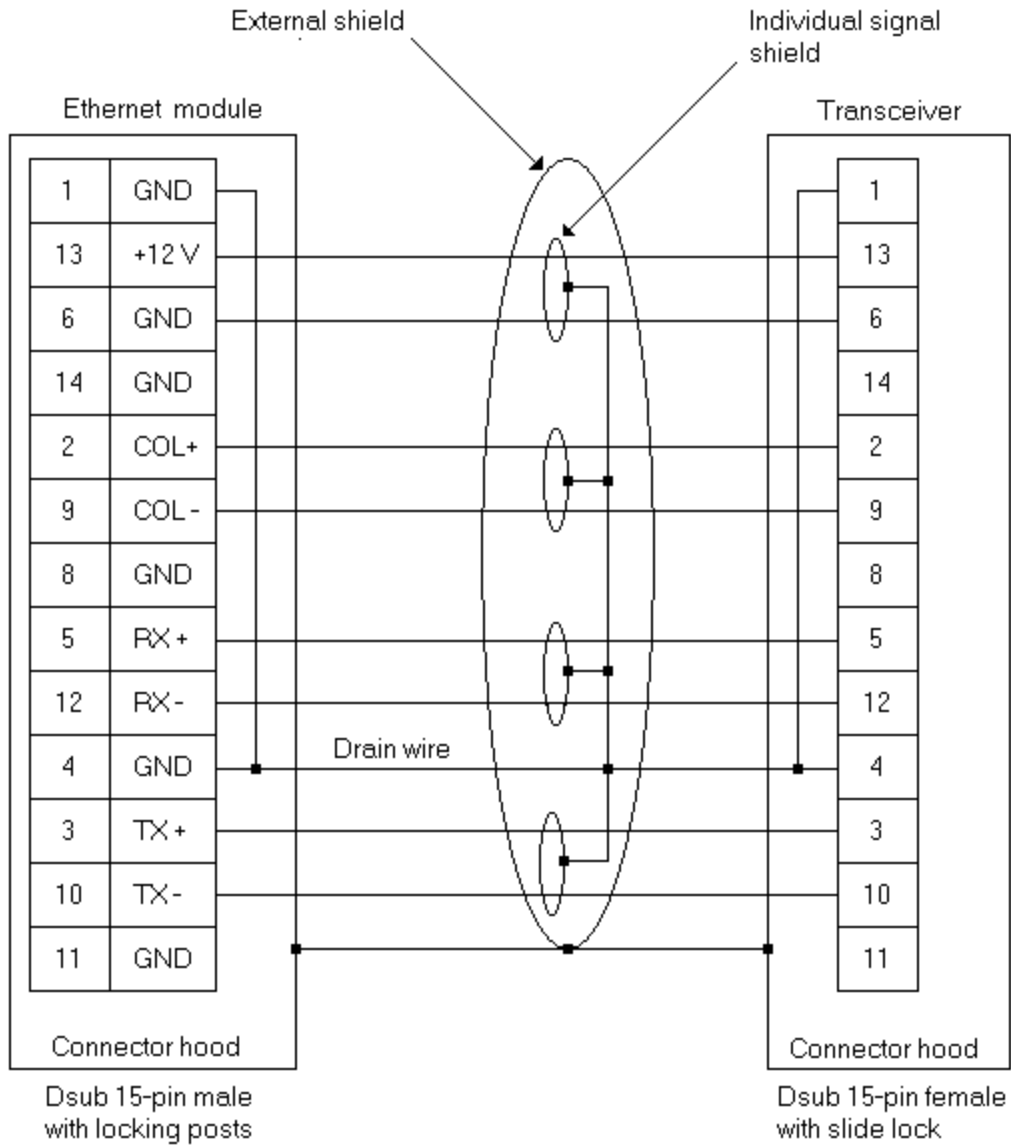 External shield
Individual signal
shield
Ethernet module
Transceiver
1 GND 1
13 +12 V 13
6 GND 6
14 GND 14
2 COL+ 2
9 COL- 9
8 GND 8
5 RX+ 5
12 RX- 12
Drain wire
4 GND 4
3 TX+ 3
10 TX- 10
11 GND 11
Connector hood
Connector hood
Dsub 15-pin male
with locking posts
Dsub 15-pin female
with slide lock